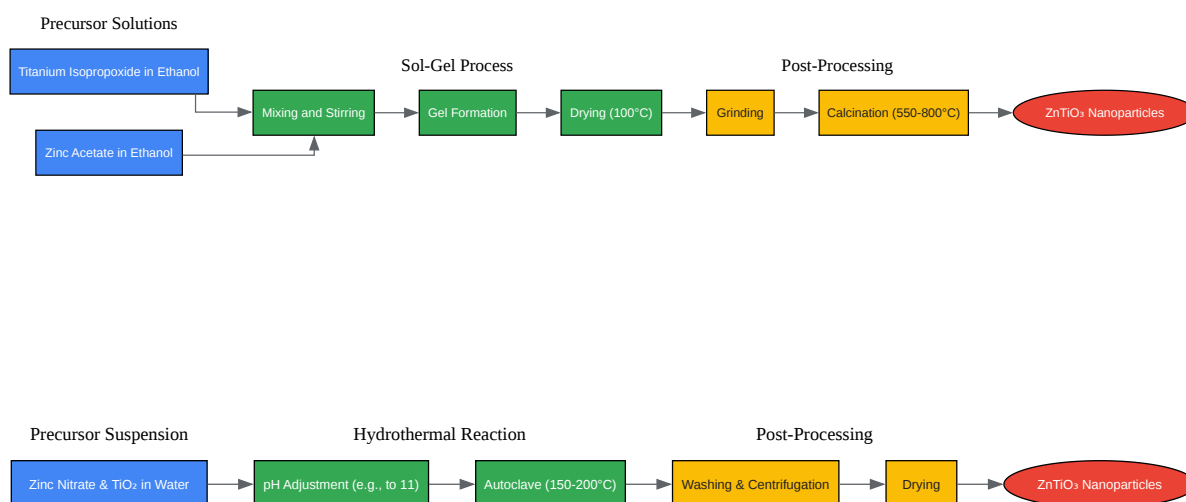 Precursor Solutions
Titanium Isopropoxide in Ethanol
Zinc Acetate in Ethanol
Sol-Gel Process
Mixing and Stirring
Gel Formation
Drying (100°C)
Post-Processing
Grinding
Calcination (550-800°C)
ZnTiO₃ Nanoparticles
Precursor Suspension
Zinc Nitrate & TiO₂ in Water
Hydrothermal Reaction
pH Adjustment (e.g., to 11)
Autoclave (150-200°C)
Post-Processing
Washing & Centrifugation
Drying
ZnTiO₃ Nanoparticles